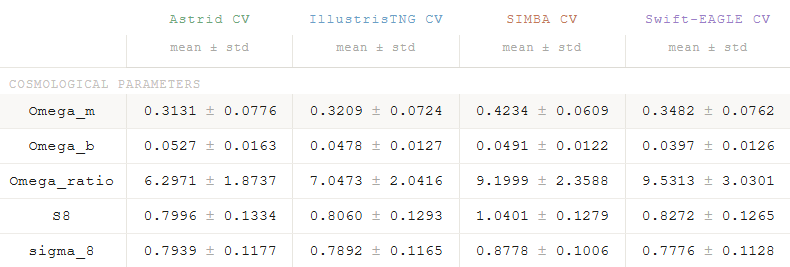 Astrid CV IllustrisTNG CV SIMBA CV Swift-EAGLE CV
mean ± std mean ± std mean ± std mean ± std
COSMOLOGICAL PARAMETERS
Omega_m 0.3131 ± 0.0776 0.3209 ± 0.0724 0.4234 ± 0.0609 0.3482 ± 0.0762
Omega_b 0.0527 ± 0.0163 0.0478 ± 0.0127 0.0491 ± 0.0122 0.0397 ± 0.0126
Omega_ratio 6.2971 ± 1.8737 7.0473 ± 2.0416 9.1999 ± 2.3588 9.5313 ± 3.0301
S8 0.7996 ± 0.1334 0.8060 ± 0.1293 1.0401 ± 0.1279 0.8272 ± 0.1265
sigma_8 0.7939 ± 0.1177 0.7892 ± 0.1165 0.8778 ± 0.1006 0.7776 ± 0.1128